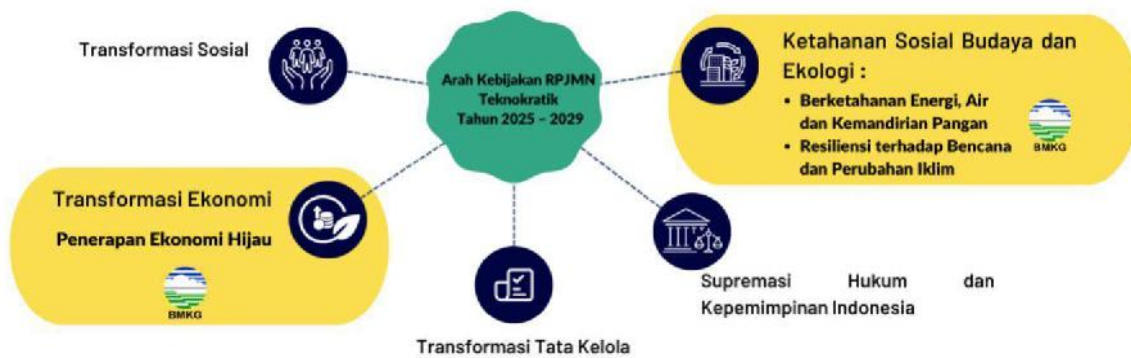 Transformasi Sosial
Arah Kebijakan RPJMN
Teknokratik
Tahun 2025 – 2029
Ketahanan Sosial Budaya dan
Ekologi :
• Berketahanan Energi, Air
dan Kemandirian Pangan
• Resiliensi terhadap Bencana
dan Perubahan Iklim
BMKG
Transformasi Ekonomi
Penerapan Ekonomi Hijau
BMKG
Transformasi Tata Kelola
Supremasi Hukum dan
Kepemimpinan Indonesia